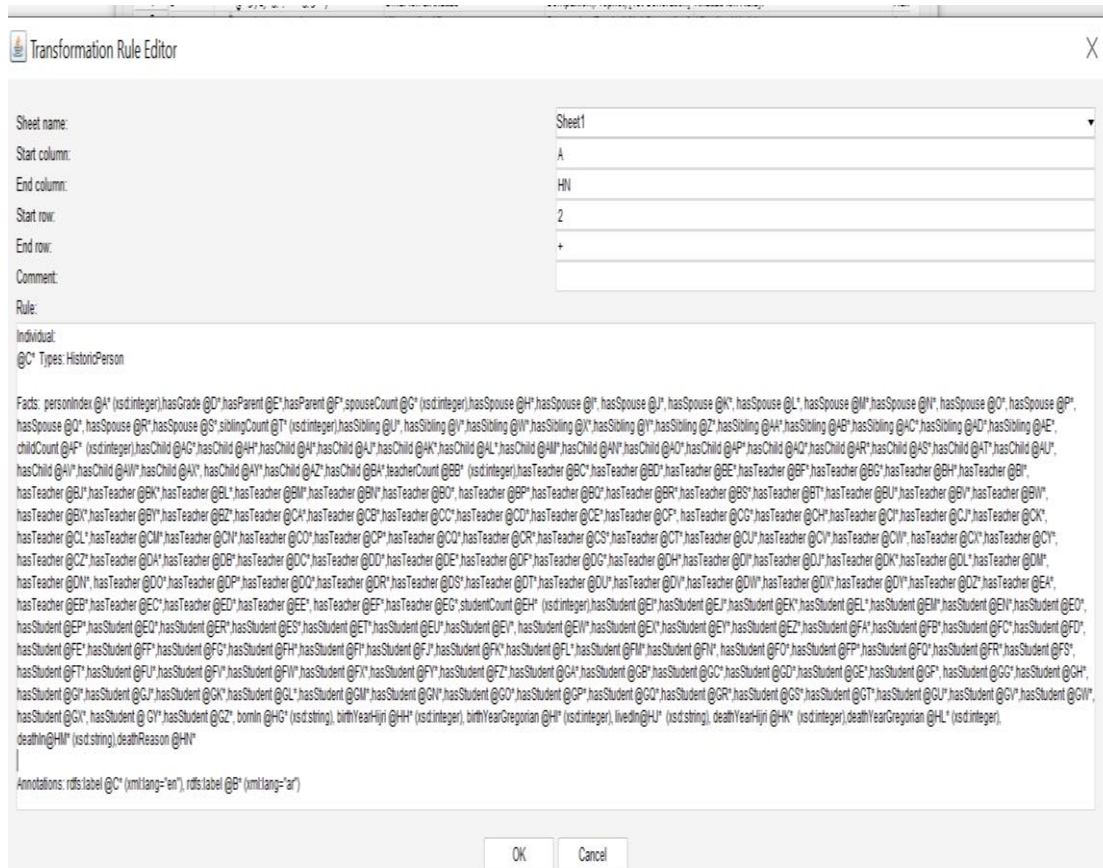 Transformation Rule Editor
X
Sheet name:
Sheet1
Start column:
A
End column:
HN
Start row:
2
End row:
+
Comment:
Rule:
Individual:
@C* Types: HistoricPerson
Facts: personIndex @A* (xsd:integer),hasGrade @D*,hasParent @E*,hasParent @F*,spouseCount @G* (xsd:integer),hasSpouse @H*,hasSpouse @I*, hasSpouse @J*, hasSpouse @K*, hasSpouse @L*, hasSpouse @M*,hasSpouse @N*, hasSpouse @O*, hasSpouse @P*,
hasSpouse @Q*, hasSpouse @R*,hasSpouse @S*,siblingCount @T* (xsd:integer),hasSibling @U*, hasSibling @V*,hasSibling @W*,hasSibling @X*,hasSibling @Y*,hasSibling @Z*,hasSibling @AA*,hasSibling @AB*,hasSibling @AC*,hasSibling @AD*,hasSibling @AE*,
childCount @AF* (xsd:integer),hasChild @AG*,hasChild @AH*,hasChild @AI*,hasChild @AJ*,hasChild @AK*,hasChild @AL*,hasChild @AM*,hasChild @AN*,hasChild @AO*,hasChild @AP*,hasChild @AQ*,hasChild @AR*,hasChild @AS*,hasChild @AT*,hasChild @AU*,
hasChild @AV*,hasChild @AW*,hasChild @AX*, hasChild @AY*,hasChild @AZ*,hasChild @BA*,teacherCount @BB* (xsd:integer),hasTeacher @BC*,hasTeacher @BD*,hasTeacher @BE*,hasTeacher @BF*,hasTeacher @BG*,hasTeacher @BH*,hasTeacher @BI*,
hasTeacher @BJ*,hasTeacher @BK*,hasTeacher @BL*,hasTeacher @BM*,hasTeacher @BN*,hasTeacher @BO*, hasTeacher @BP*,hasTeacher @BQ*,hasTeacher @BR*,hasTeacher @BS*,hasTeacher @BT*,hasTeacher @BU*,hasTeacher @BV*,hasTeacher @BW*,
hasTeacher @BX*,hasTeacher @BY*,hasTeacher @BZ*,hasTeacher @CA*,hasTeacher @CB*,hasTeacher @CC*,hasTeacher @CD*,hasTeacher @CE*,hasTeacher @CF*, hasTeacher @CG*,hasTeacher @CH*,hasTeacher @CI*,hasTeacher @CJ*,hasTeacher @CK*,
hasTeacher @CL*,hasTeacher @CM*,hasTeacher @CN*,hasTeacher @CO*,hasTeacher @CP*,hasTeacher @CQ*,hasTeacher @CR*,hasTeacher @CS*,hasTeacher @CT*,hasTeacher @CU*,hasTeacher @CV*,hasTeacher @CW*, hasTeacher @CX*,hasTeacher @CY*,
hasTeacher @CZ*,hasTeacher @DA*,hasTeacher @DB*,hasTeacher @DC*,hasTeacher @DD*,hasTeacher @DE*,hasTeacher @DF*,hasTeacher @DG*,hasTeacher @DH*,hasTeacher @DI*,hasTeacher @DJ*,hasTeacher @DK*,hasTeacher @DL*,hasTeacher @DM*,
hasTeacher @DN*, hasTeacher @DO*,hasTeacher @DP*,hasTeacher @DQ*,hasTeacher @DR*,hasTeacher @DS*,hasTeacher @DT*,hasTeacher @DU*,hasTeacher @DV*,hasTeacher @DW*,hasTeacher @DX*,hasTeacher @DY*,hasTeacher @DZ*,hasTeacher @EA*,
hasTeacher @EB*,hasTeacher @EC*,hasTeacher @ED*,hasTeacher @EE*, hasTeacher @EF*,hasTeacher @EG*,studentCount @EH* (xsd:integer),hasStudent @EI*,hasStudent @EJ*,hasStudent @EK*,hasStudent @EL*,hasStudent @EM*,hasStudent @EN*,hasStudent @EO*,
hasStudent @EP*,hasStudent @EQ*,hasStudent @ER*,hasStudent @ES*,hasStudent @ET*,hasStudent @EU*,hasStudent @EV*, hasStudent @EW*,hasStudent @EX*,hasStudent @EY*,hasStudent @EZ*,hasStudent @FA*,hasStudent @FB*,hasStudent @FC*,hasStudent @FD*,
hasStudent @FE*,hasStudent @FF*,hasStudent @FG*,hasStudent @FH*,hasStudent @FI*,hasStudent @FJ*,hasStudent @FK*,hasStudent @FL*,hasStudent @FM*,hasStudent @FN*, hasStudent @FO*,hasStudent @FP*,hasStudent @FQ*,hasStudent @FR*,hasStudent @FS*,
hasStudent @FT*,hasStudent @FU*,hasStudent @FV*,hasStudent @FW*,hasStudent @FX*,hasStudent @FY*,hasStudent @FZ*,hasStudent @GA*,hasStudent @GB*,hasStudent @GC*,hasStudent @GD*,hasStudent @GE*,hasStudent @GF*, hasStudent @GG*,hasStudent @GH*,
hasStudent @GI*,hasStudent @GJ*,hasStudent @GK*,hasStudent @GL*,hasStudent @GM*,hasStudent @GN*,hasStudent @GO*,hasStudent @GP*,hasStudent @GQ*,hasStudent @GR*,hasStudent @GS*,hasStudent @GT*,hasStudent @GU*,hasStudent @GV*,hasStudent @GW*,
hasStudent @GX*, hasStudent @ GY*,hasStudent @GZ*, bornIn @HG* (xsd:string), birthYearHijri @HH* (xsd:integer), birthYearGregorian @HI* (xsd:integer), livedIn@HJ* (xsd:string), deathYearHijri @HK* (xsd:integer),deathYearGregorian @HL* (xsd:integer),
deathIn@HM* (xsd:string),deathReason @HN*
Annotations: rdfs:label @C* (xml:lang="en"), rdfs:label @B* (xml:lang="ar")
OK
Cancel